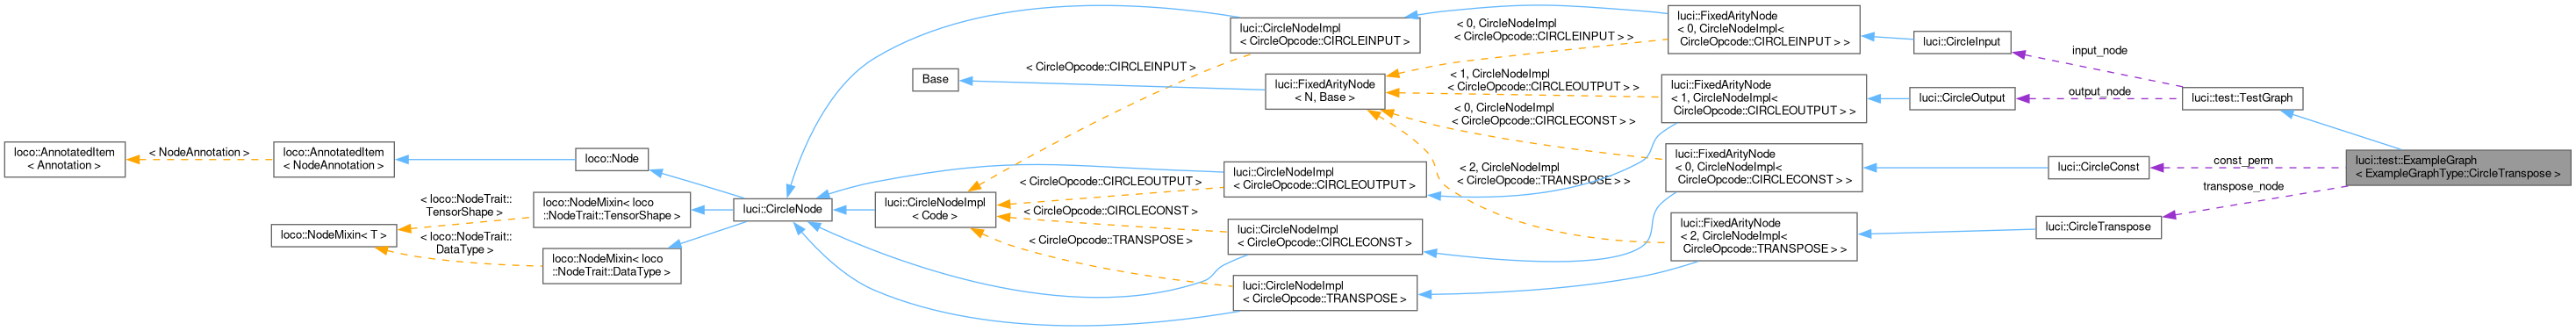 loco::AnnotatedItem
< Annotation >
< NodeAnnotation >
loco::AnnotatedItem
< NodeAnnotation >
loco::Node
loco::NodeMixin< T >
< loco::NodeTrait::
TensorShape >
< loco::NodeTrait::
DataType >
loco::NodeMixin< loco
::NodeTrait::TensorShape >
loco::NodeMixin< loco
::NodeTrait::DataType >
luci::CircleNode
Base
luci::CircleNodeImpl
< Code >
< CircleOpcode::CIRCLEINPUT >
< CircleOpcode::CIRCLEOUTPUT >
< CircleOpcode::CIRCLECONST >
< CircleOpcode::TRANSPOSE >
luci::CircleNodeImpl
< CircleOpcode::CIRCLEINPUT >
luci::FixedArityNode
< N, Base >
luci::CircleNodeImpl
< CircleOpcode::CIRCLEOUTPUT >
luci::CircleNodeImpl
< CircleOpcode::CIRCLECONST >
luci::CircleNodeImpl
< CircleOpcode::TRANSPOSE >
< 0, CircleNodeImpl
< CircleOpcode::CIRCLEINPUT > >
< 1, CircleNodeImpl
< CircleOpcode::CIRCLEOUTPUT > >
< 0, CircleNodeImpl
< CircleOpcode::CIRCLECONST > >
< 2, CircleNodeImpl
< CircleOpcode::TRANSPOSE > >
luci::FixedArityNode
< 0, CircleNodeImpl<
CircleOpcode::CIRCLEINPUT > >
luci::FixedArityNode
< 1, CircleNodeImpl<
CircleOpcode::CIRCLEOUTPUT > >
luci::FixedArityNode
< 0, CircleNodeImpl<
CircleOpcode::CIRCLECONST > >
luci::FixedArityNode
< 2, CircleNodeImpl<
CircleOpcode::TRANSPOSE > >
luci::CircleInput
luci::CircleOutput
luci::CircleConst
luci::CircleTranspose
input_node
output_node
luci::test::TestGraph
const_perm
transpose_node
luci::test::ExampleGraph
< ExampleGraphType::CircleTranspose >